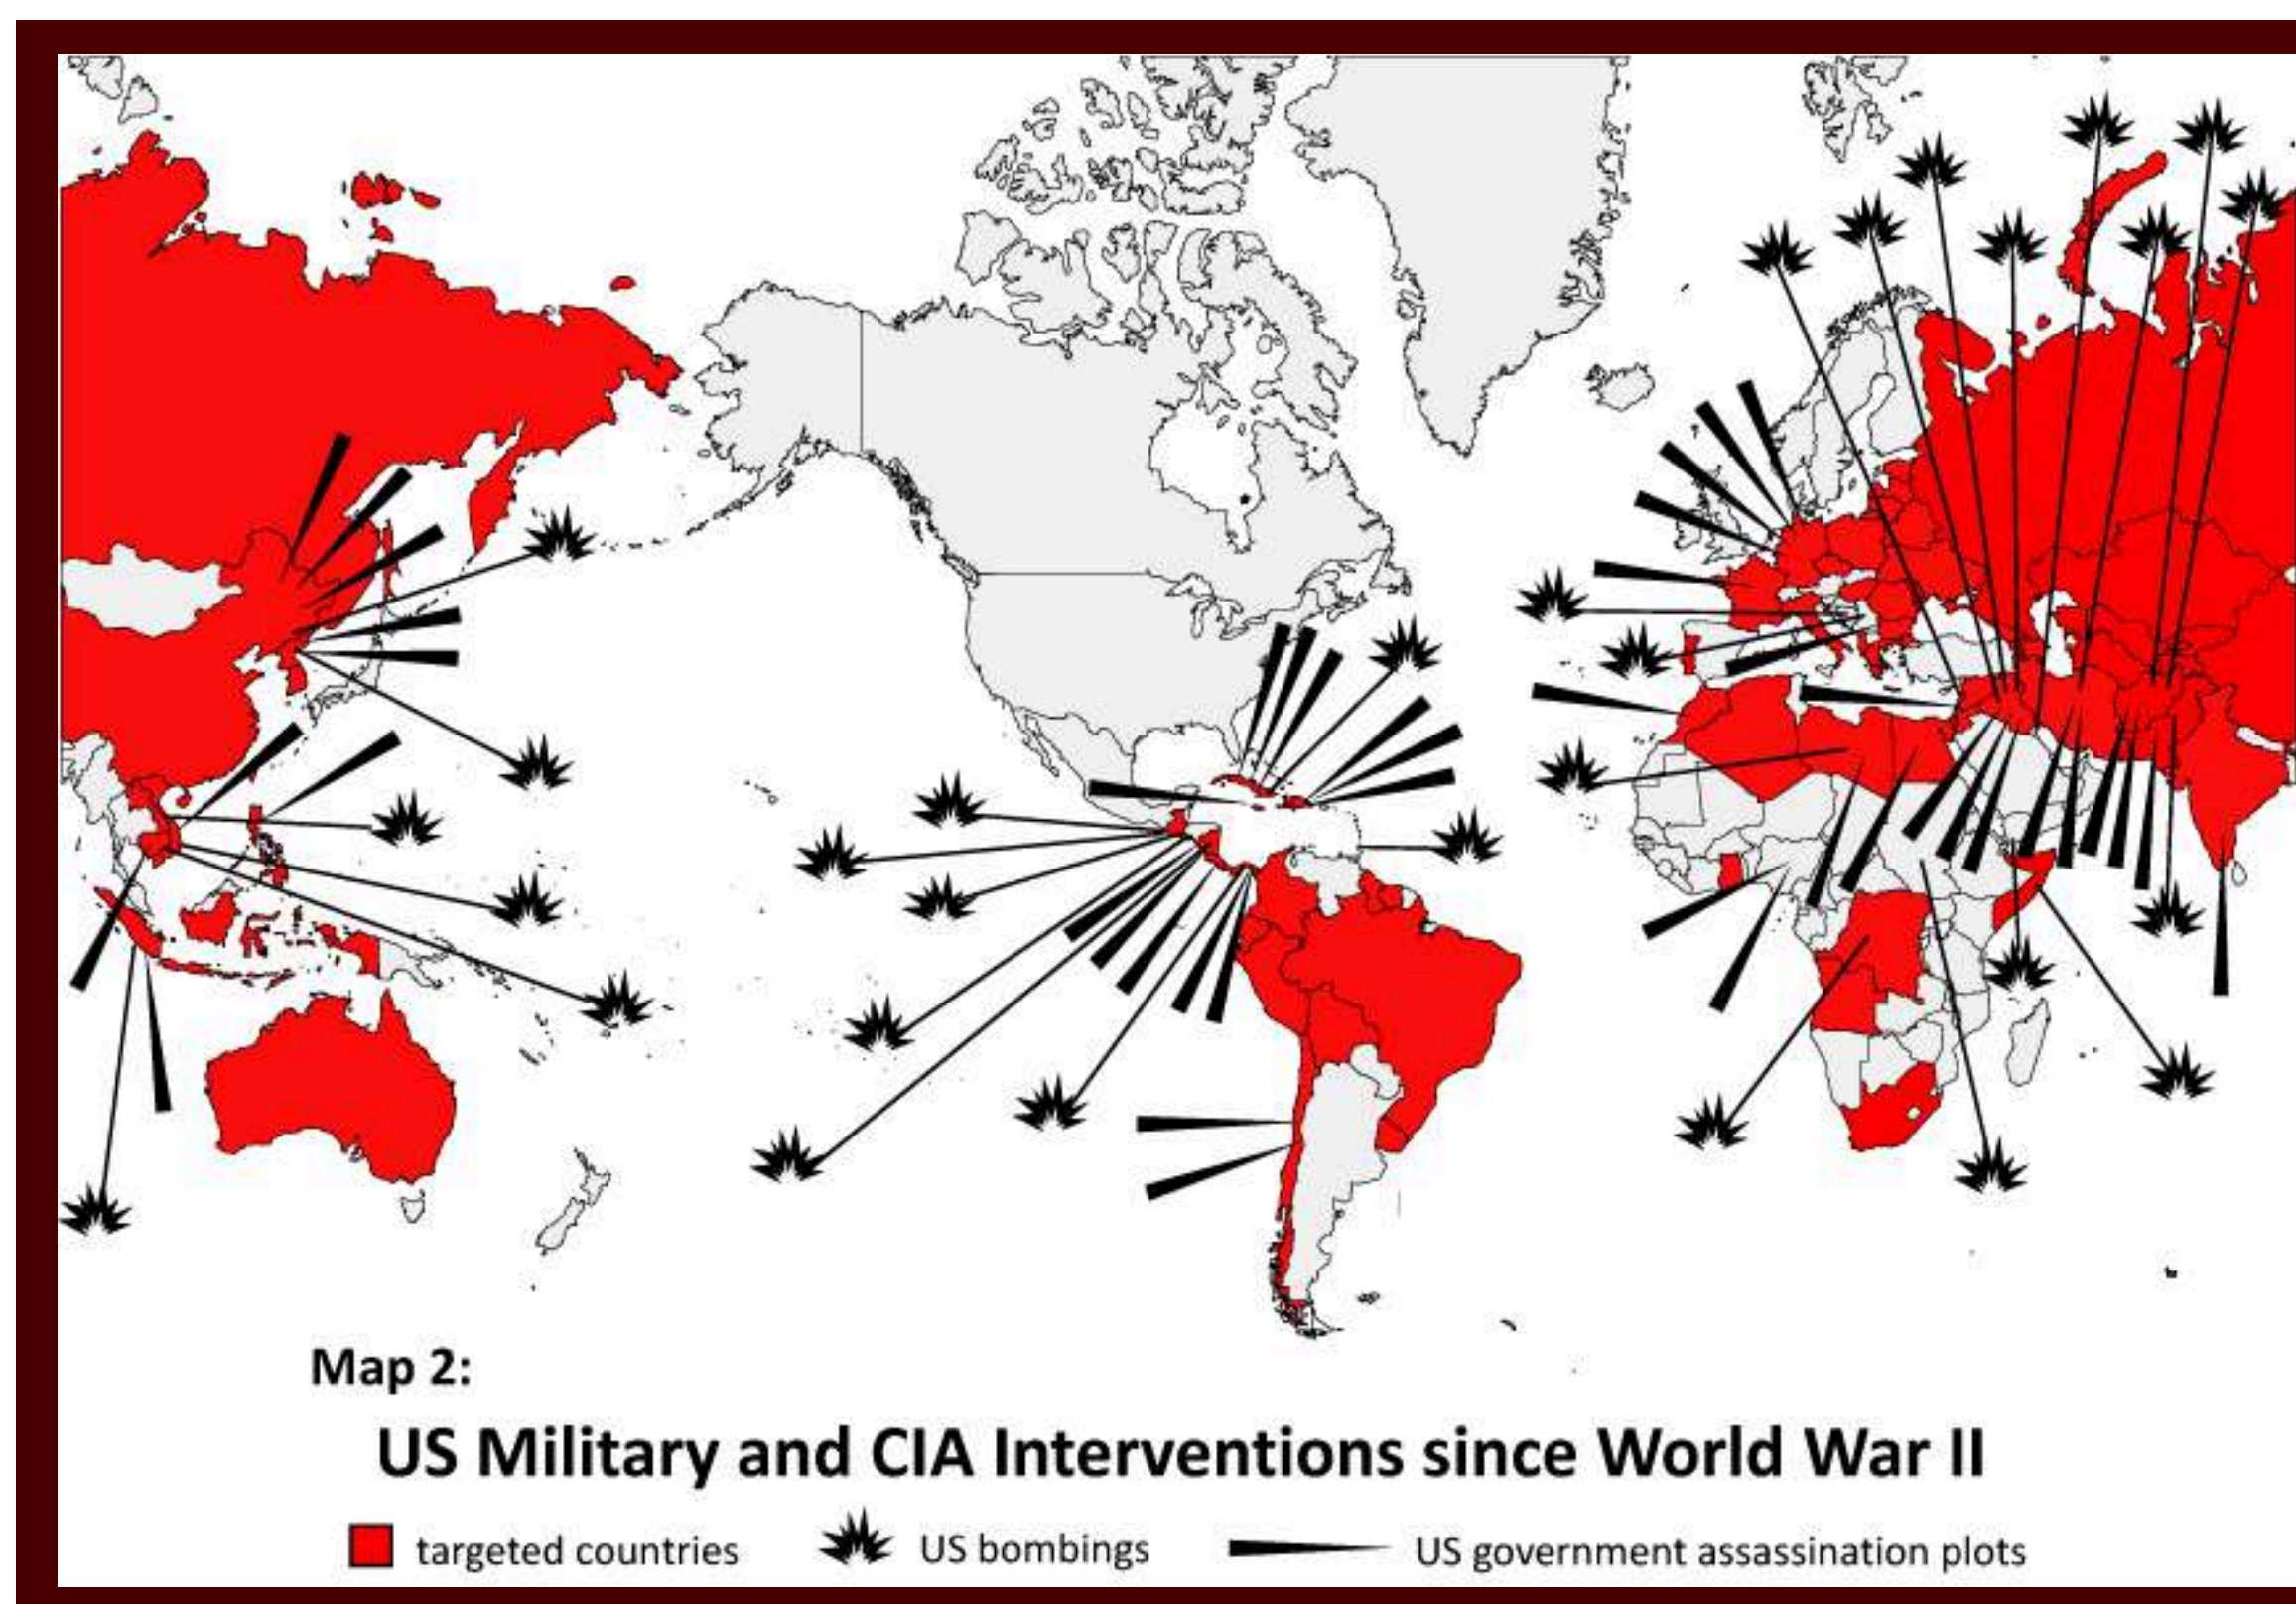 Map 2:
US Military and CIA Interventions since World War II
targeted countries US bombings US government assassination plots